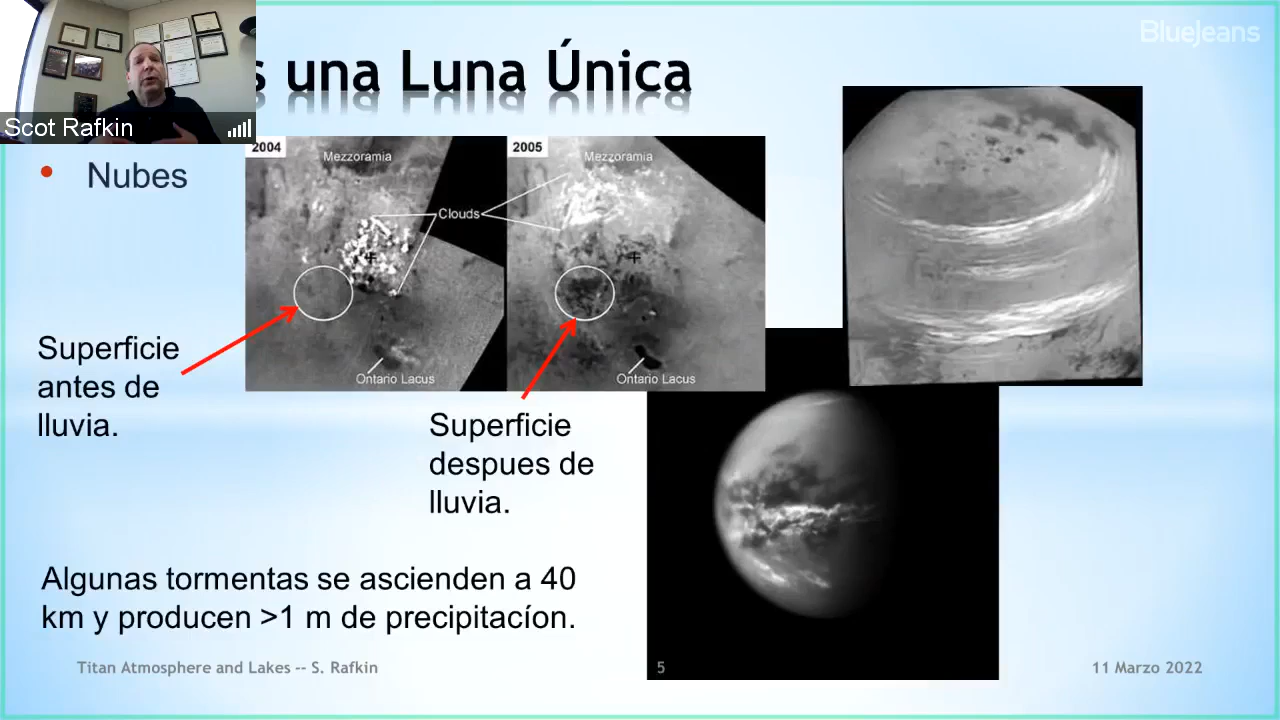 BlueJeans
s una Luna Única
Scot Rafkin
Nubes
2004
Mezzoramia
2005
Mezzoramia
Clouds
Ontario Lacus
Ontario Lacus
Superficie
antes de
lluvia.
Superficie
despues de
lluvia.
Algunas tormentas se ascienden a 40
km y producen >1 m de precipitacíon.
Titan Atmosphere and Lakes -- S. Rafkin
5
11 Marzo 2022